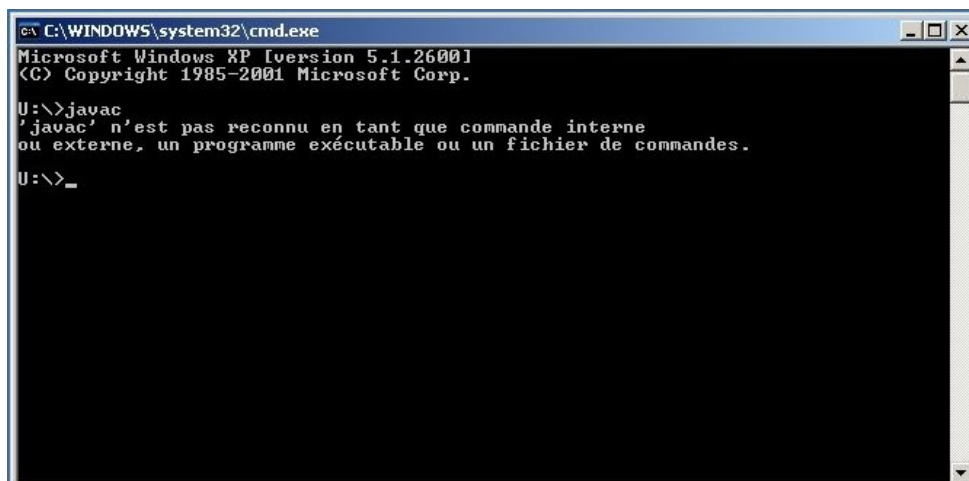 C:\WINDOWS\system32\cmd.exe
Microsoft Windows XP [version 5.1.2600]
(C) Copyright 1985-2001 Microsoft Corp.
U:\>javac
'javac' n'est pas reconnu en tant que commande interne
ou externe, un programme exécutable ou un fichier de commandes.
U:\>_